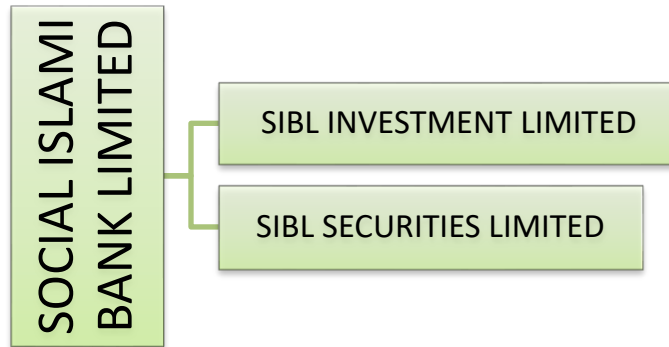 SOCIAL ISLAMI
BANK LIMITED
SIBL INVESTMENT LIMITED
SIBL SECURITIES LIMITED